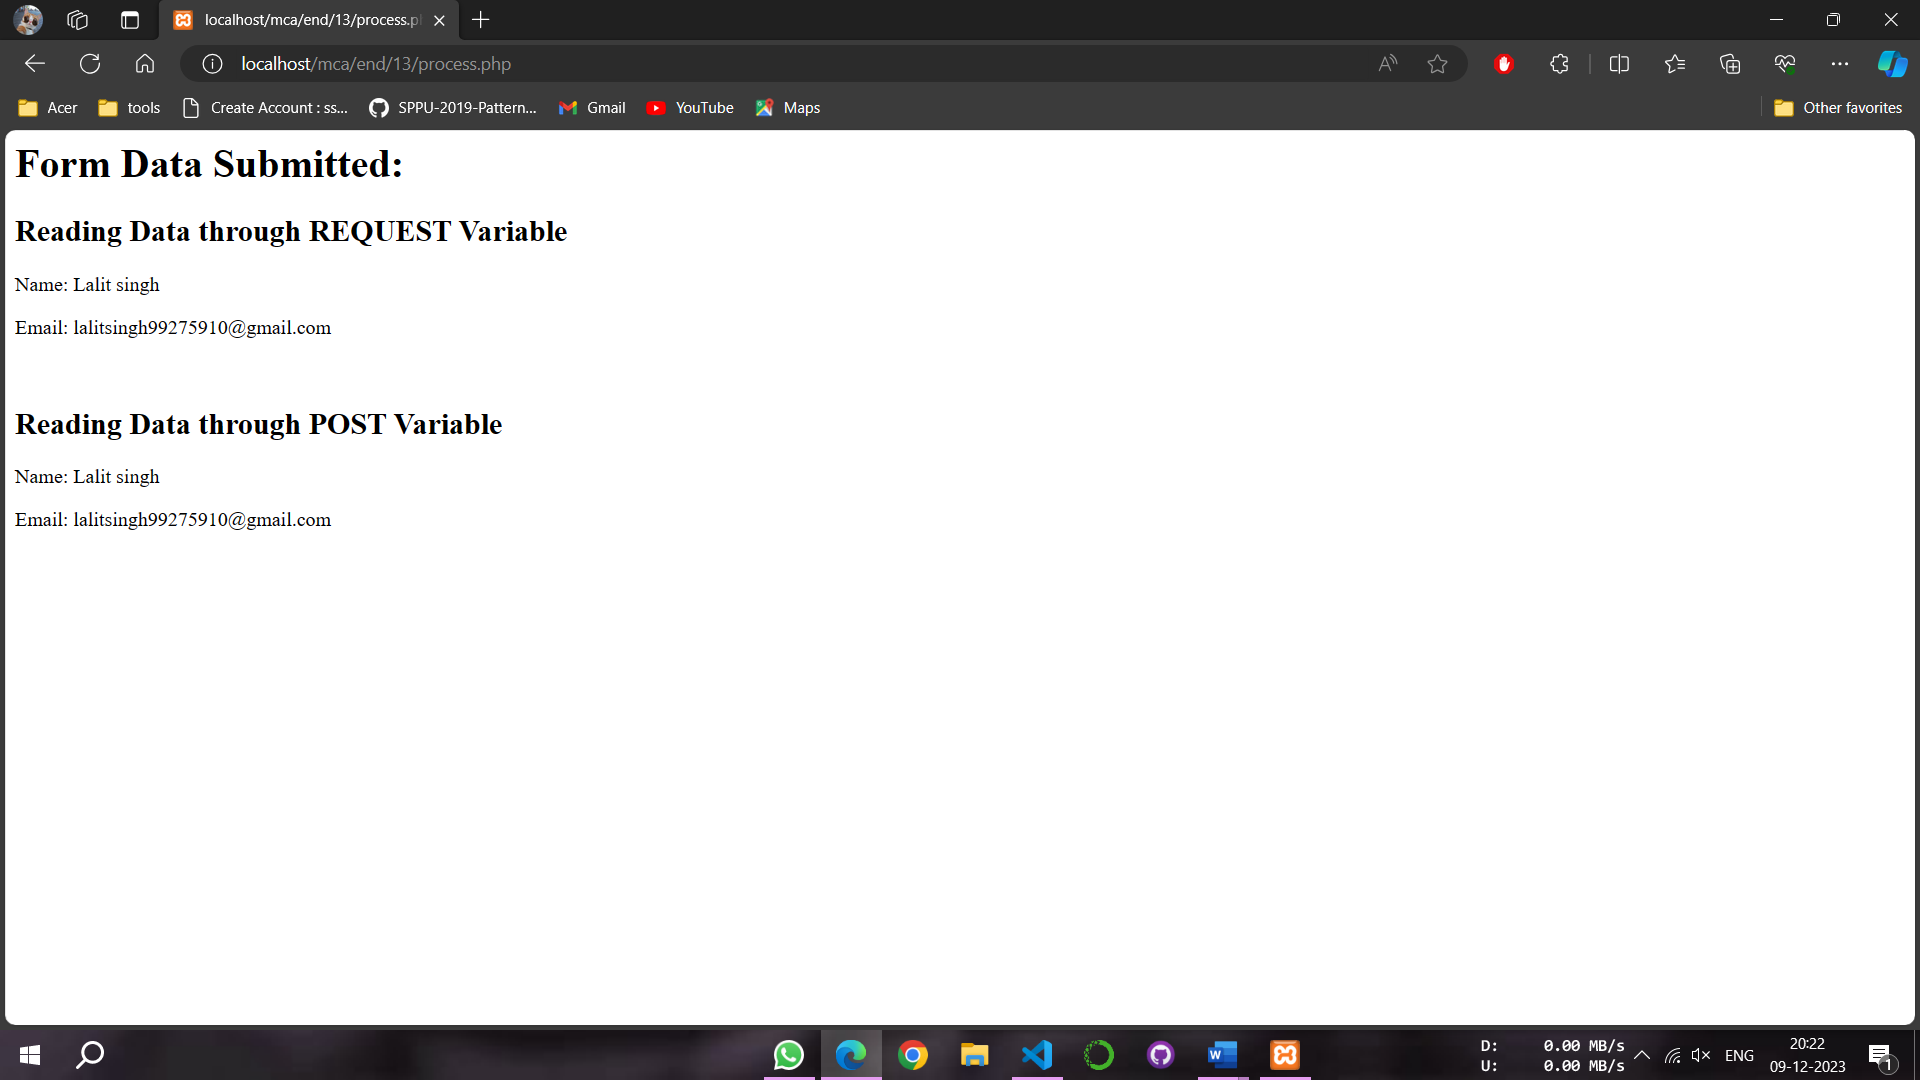 localhost/mca/end/13/process.p
localhost/mca/end/13/process.php
Acer
tools
Create Account : ss...
SPPU-2019-Pattern...
Gmail
YouTube
Maps
Other favorites
Form Data Submitted:
Reading Data through REQUEST Variable
Name: Lalit singh
Email: lalitsingh99275910@gmail.com
Reading Data through POST Variable
Name: Lalit singh
Email: lalitsingh99275910@gmail.com
D: 0.00 MB/s
U: 0.00 MB/s
ENG
20:22
09-12-2023
1